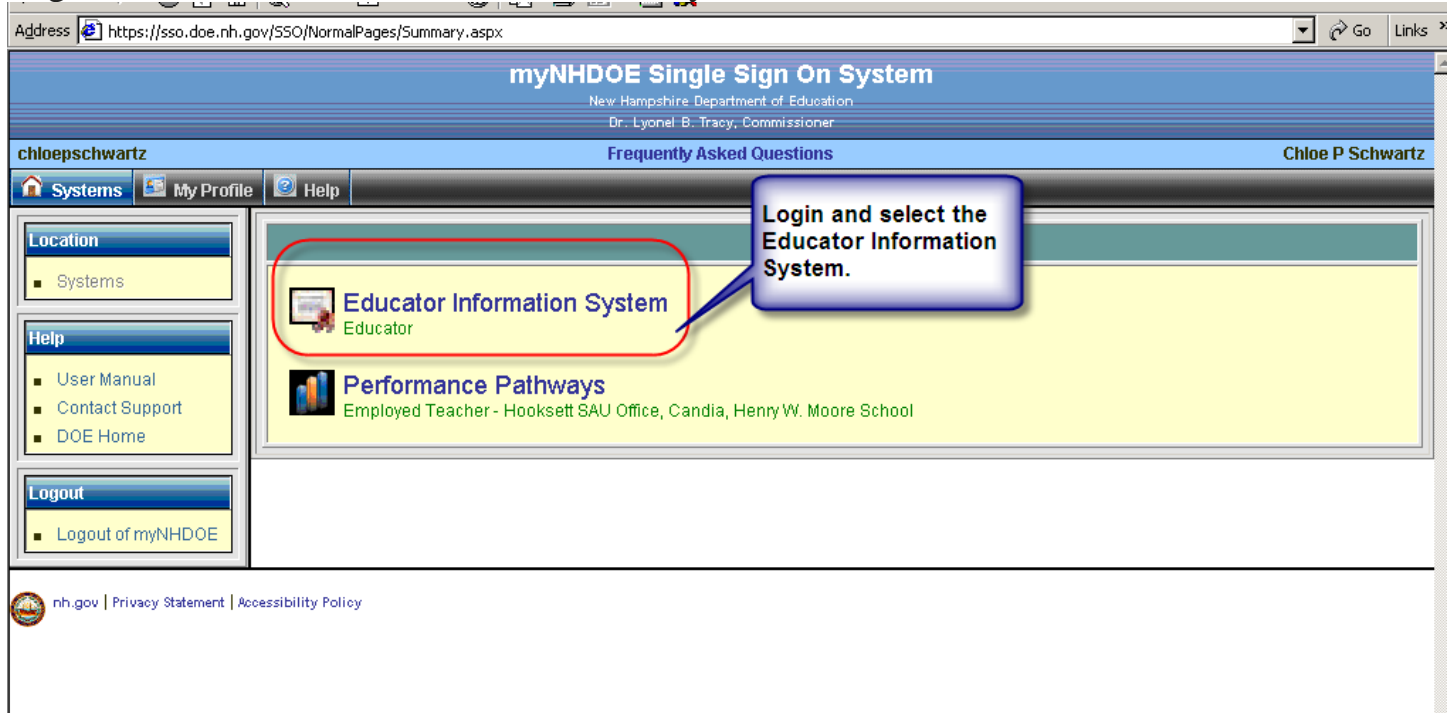 Address https://sso.doe.nh.gov/SSO/NormalPages/Summary.aspx Go Links »
myNHDOE Single Sign On System
New Hampshire Department of Education
Dr. Lyonel B. Tracy, Commissioner
chloepschwartz Frequently Asked Questions Chloe P Schwartz
Systems My Profile Help
Login and select the
Educator Information
System.
Location
Systems
Help
User Manual
Contact Support
DOE Home
Logout
Logout of myNHDOE
Educator Information System
Educator
Performance Pathways
Employed Teacher - Hooksett SAU Office, Candia, Henry W. Moore School
nh.gov | Privacy Statement | Accessibility Policy